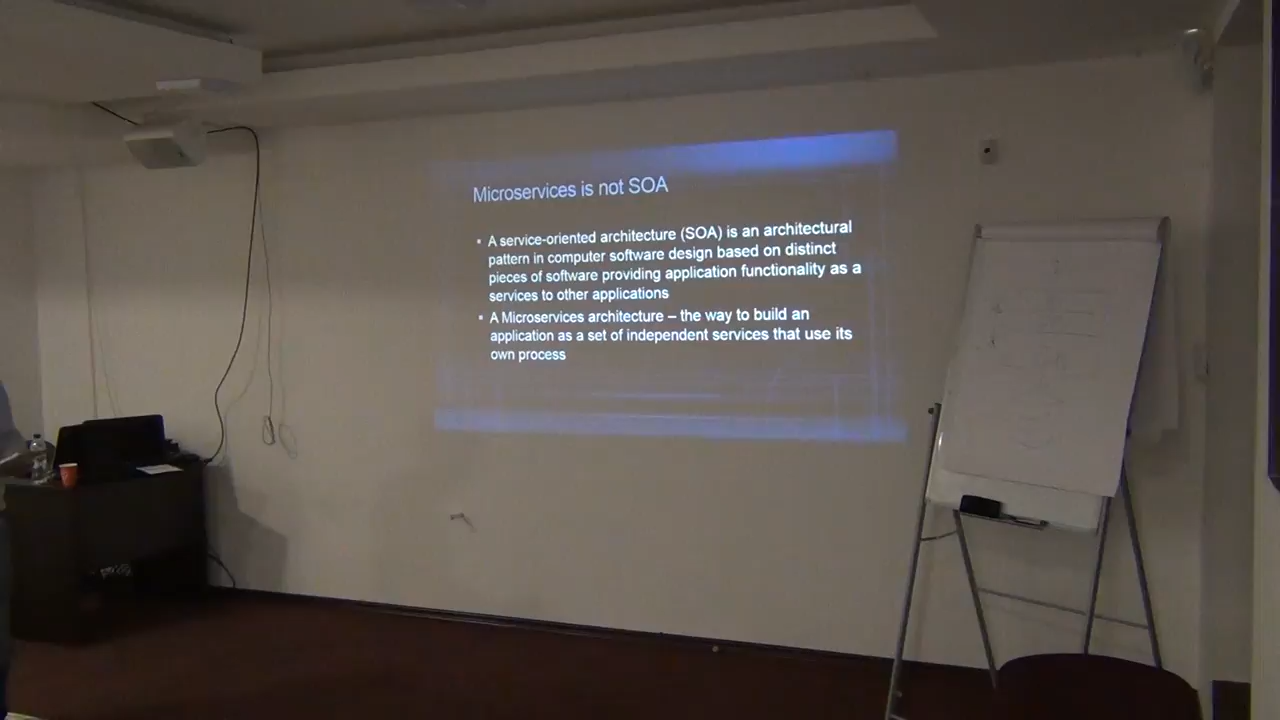 Microservices is not SOA
▪ A service-oriented architecture (SOA) is an architectural
pattern in computer software design based on distinct
pieces of software providing application functionality as a
services to other applications
▪ A Microservices architecture – the way to build an
application as a set of independent services that use its
own process